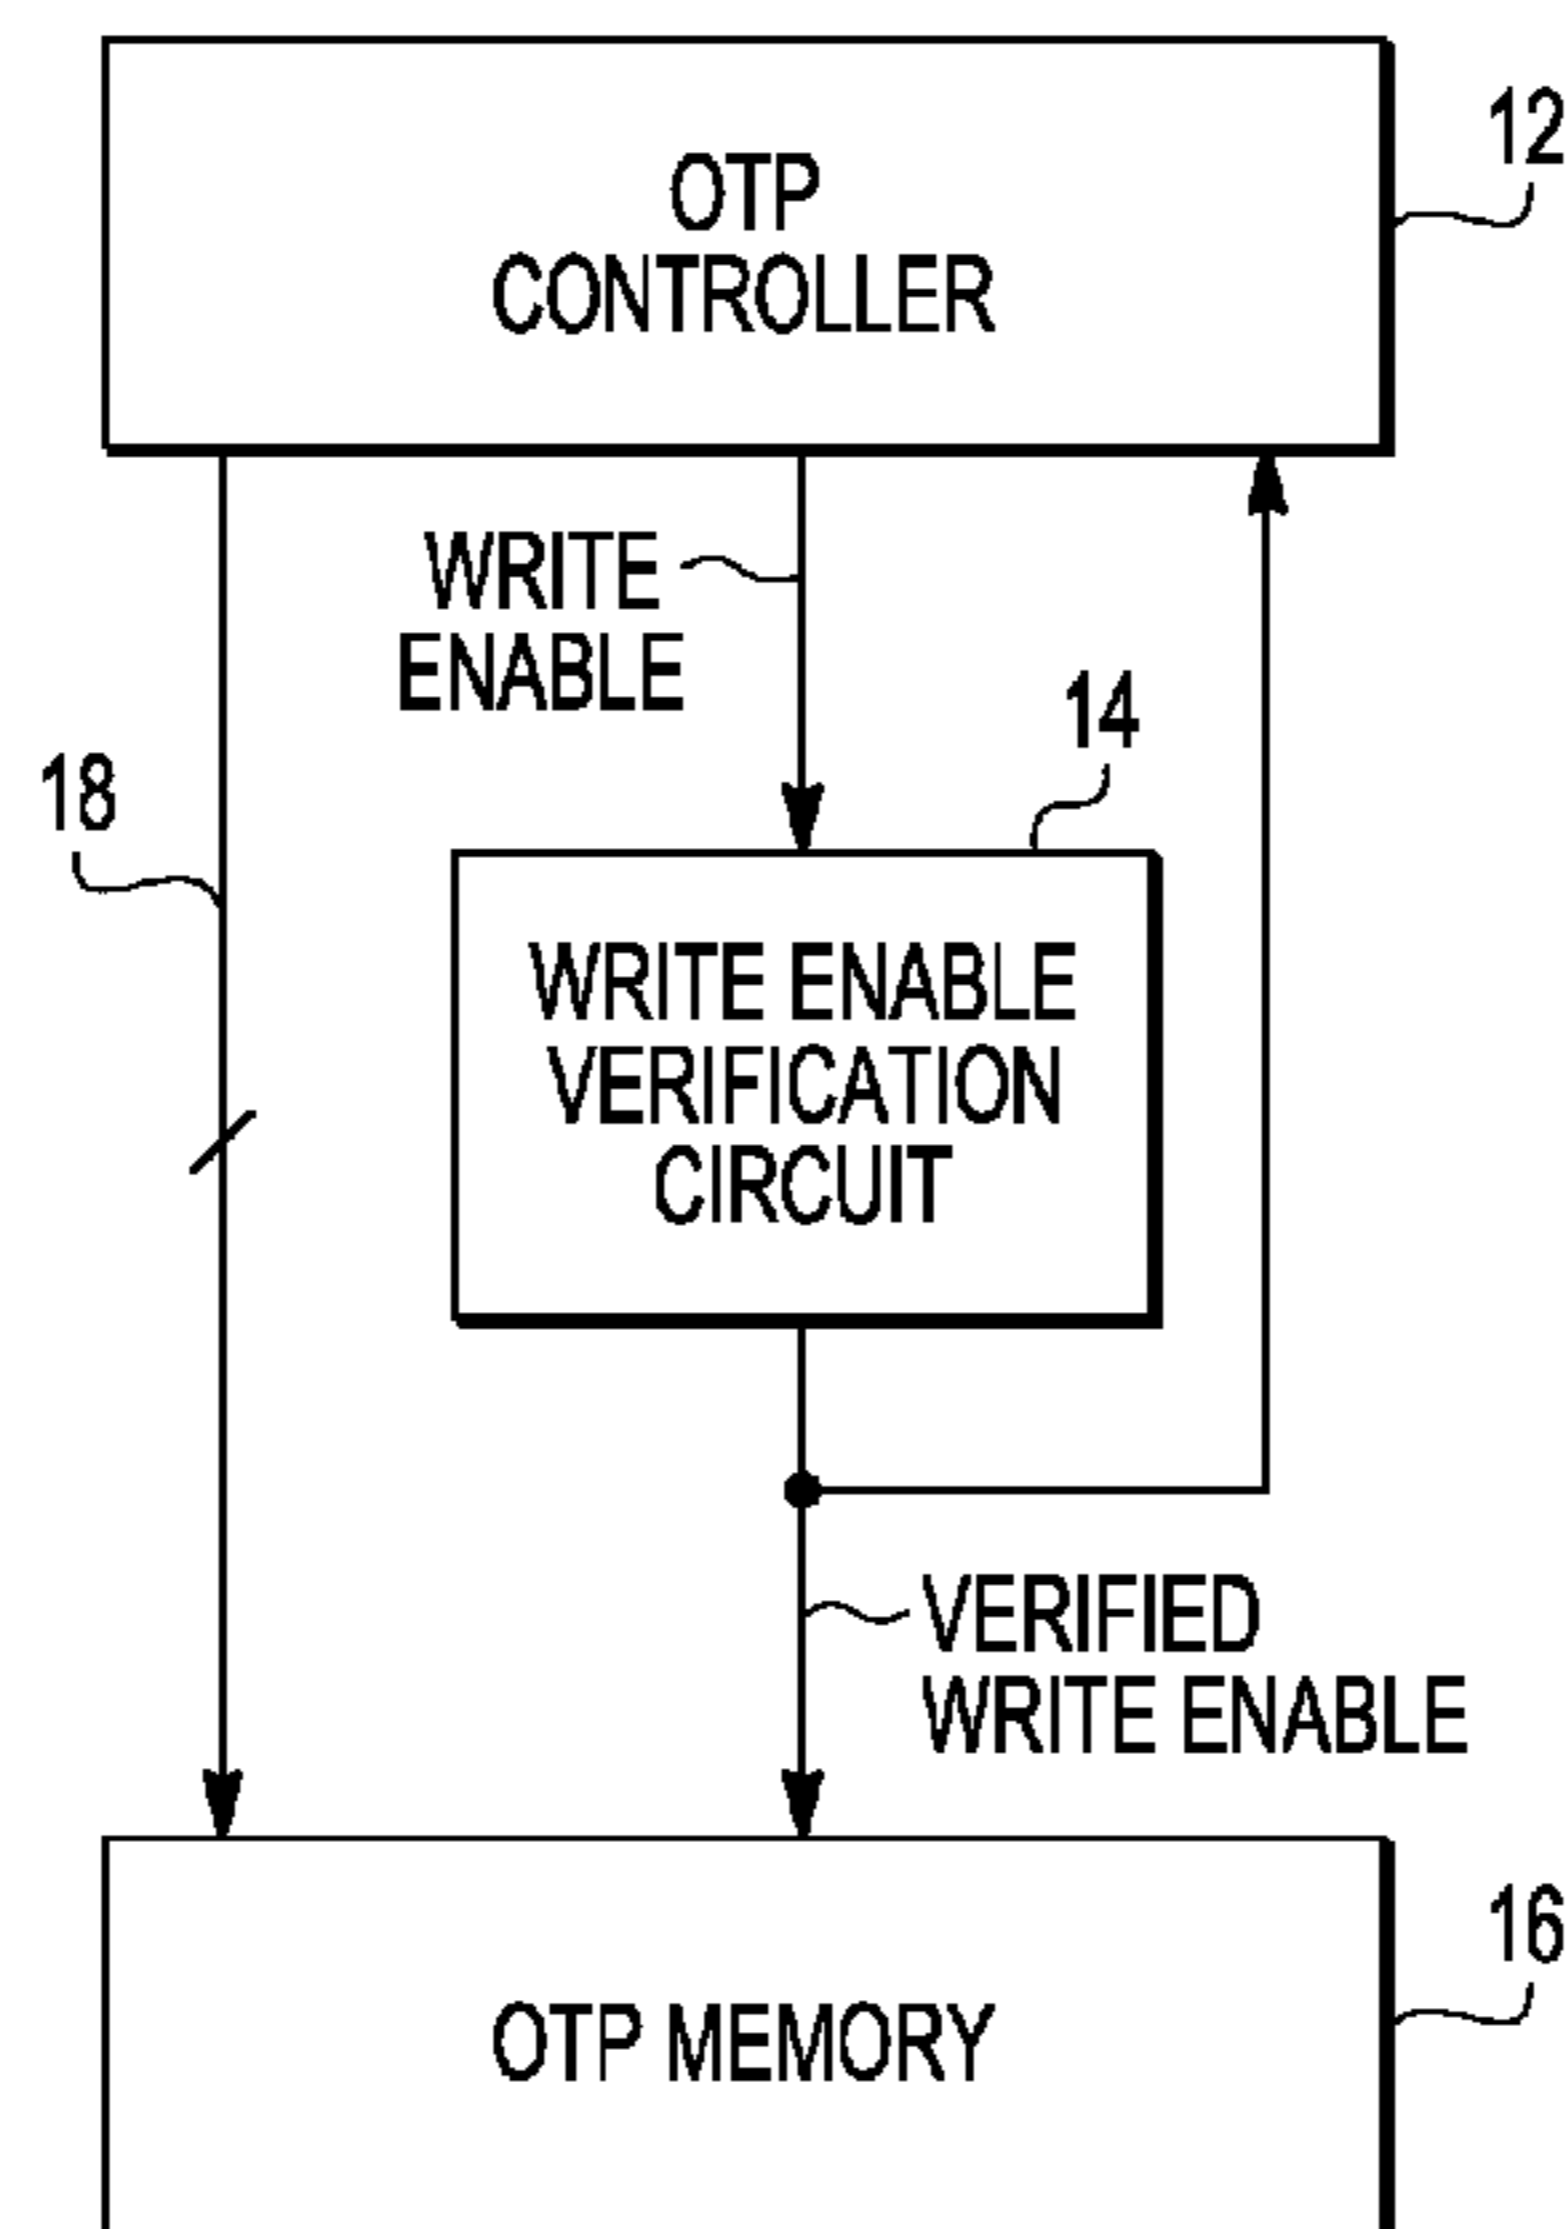 OTP
CONTROLLER
12
WRITE
ENABLE
14
18
WRITE ENABLE
VERIFICATION
CIRCUIT
VERIFIED
WRITE ENABLE
16
OTP MEMORY